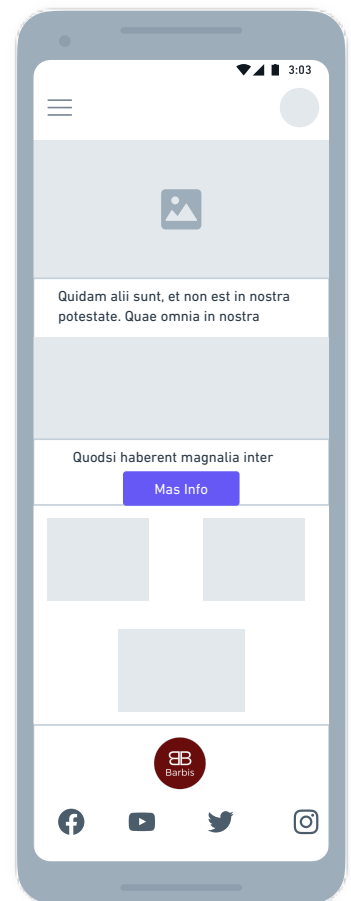 3:03
Quidam alii sunt, et non est in nostra
potestate. Quae omnia in nostra
Quodsi haberent magnalia inter
Mas Info
BB
Barbis